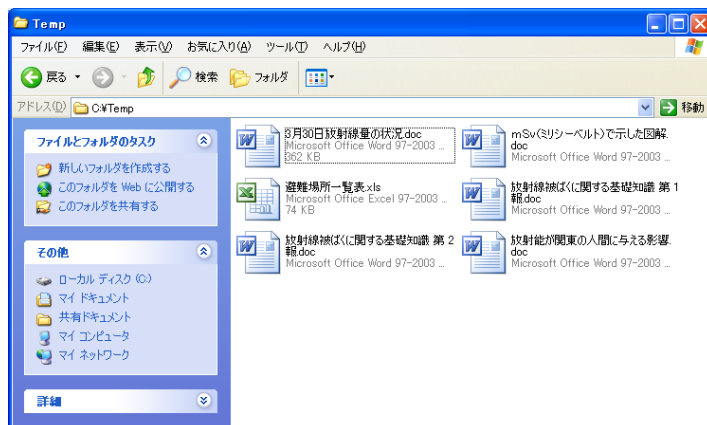 Temp
ファイル(F) 編集(E) 表示(V) お気に入り(A) ツール(T) ヘルプ(H)
戻る 検索 フォルダ
アドレス(D) C:¥Temp 移動
ファイルとフォルダのタスク
新しいフォルダを作成する
このフォルダを Web に公開する
このフォルダを共有する
その他
ローカル ディスク (C:)
マイ ドキュメント
共有ドキュメント
マイ コンピュータ
マイ ネットワーク
詳細
3月30日放射線量の状況.doc
Microsoft Office Word 97-2003 ...
362 KB
mSv(ミリシーベルト)で示した図解.
doc
Microsoft Office Word 97-2003 ...
避難場所一覧表.xls
Microsoft Office Excel 97-2003 ...
74 KB
放射線被ばくに関する基礎知識 第 1
報.doc
Microsoft Office Word 97-2003 ...
放射線被ばくに関する基礎知識 第 2
報.doc
Microsoft Office Word 97-2003 ...
放射能が関東の人間に与える影響.
doc
Microsoft Office Word 97-2003 ...